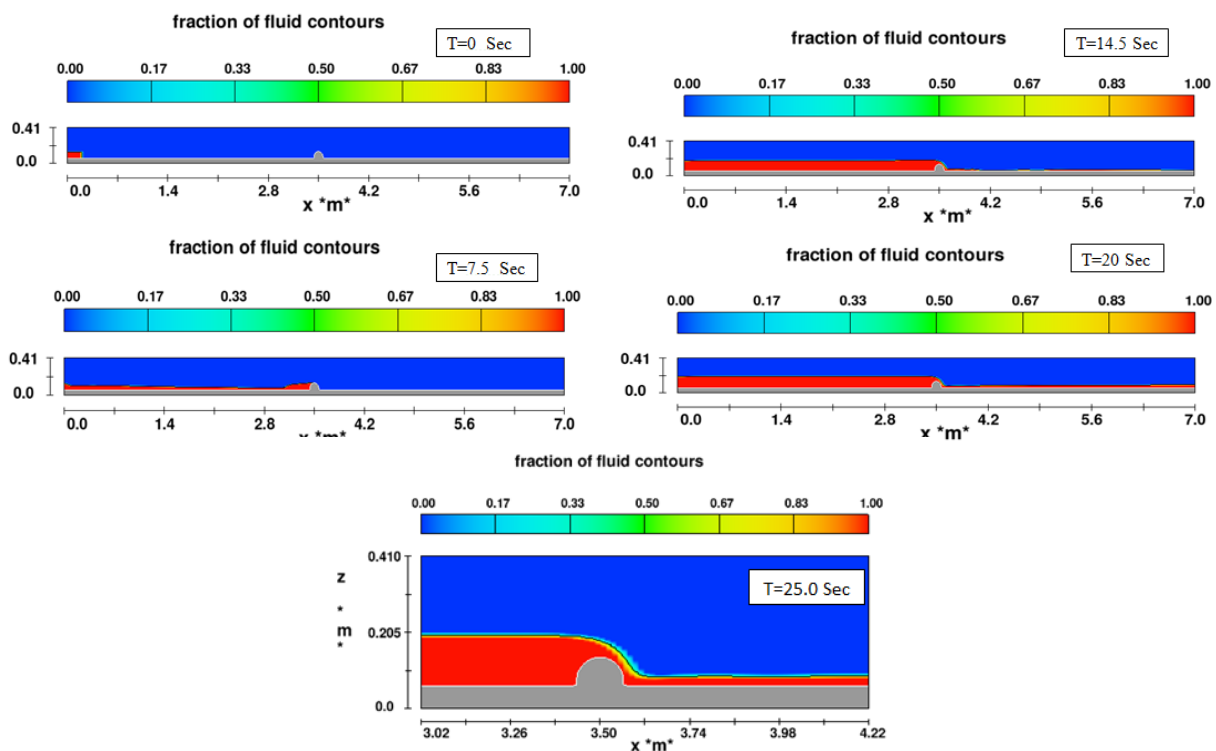 fraction of fluid contours
T=0 Sec
0.00 0.17 0.33 0.50 0.67 0.83 1.00
0.41
0.0
0.0 1.4 2.8 4.2 5.6 7.0
x *m*
fraction of fluid contours
T=14.5 Sec
0.00 0.17 0.33 0.50 0.67 0.83 1.00
0.41
0.0
0.0 1.4 2.8 4.2 5.6 7.0
x *m*
fraction of fluid contours
T=7.5 Sec
0.00 0.17 0.33 0.50 0.67 0.83 1.00
0.41
0.0
0.0 1.4 2.8 4.2 5.6 7.0
x *m*
fraction of fluid contours
T=20 Sec
0.00 0.17 0.33 0.50 0.67 0.83 1.00
0.41
0.0
0.0 1.4 2.8 4.2 5.6 7.0
x *m*
fraction of fluid contours
0.00 0.17 0.33 0.50 0.67 0.83 1.00
T=25.0 Sec
z *m*
0.410
0.205
0.0
3.02 3.26 3.50 3.74 3.98 4.22
x *m*